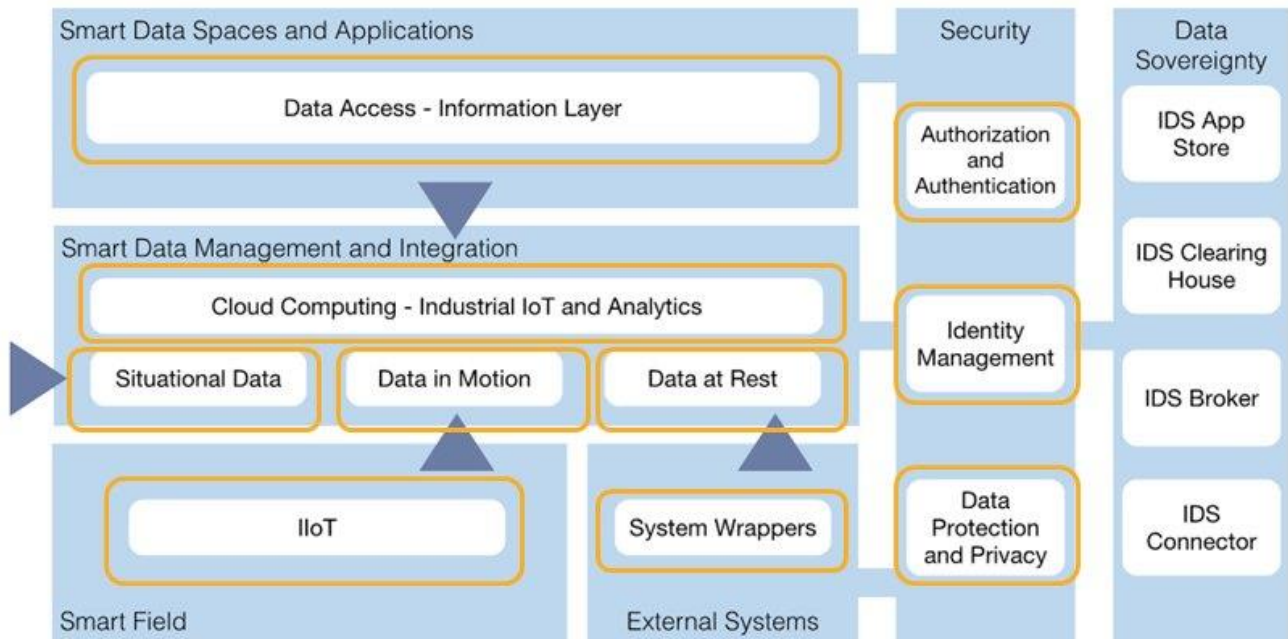 Smart Data Spaces and Applications
Data Access - Information Layer
Smart Data Management and Integration
Cloud Computing - Industrial IoT and Analytics
Situational Data
Data in Motion
Data at Rest
IIoT
Smart Field
System Wrappers
External Systems
Security
Authorization
and
Authentication
Identity
Management
Data
Protection
and Privacy
Data
Sovereignty
IDS App
Store
IDS Clearing
House
IDS Broker
IDS
Connector